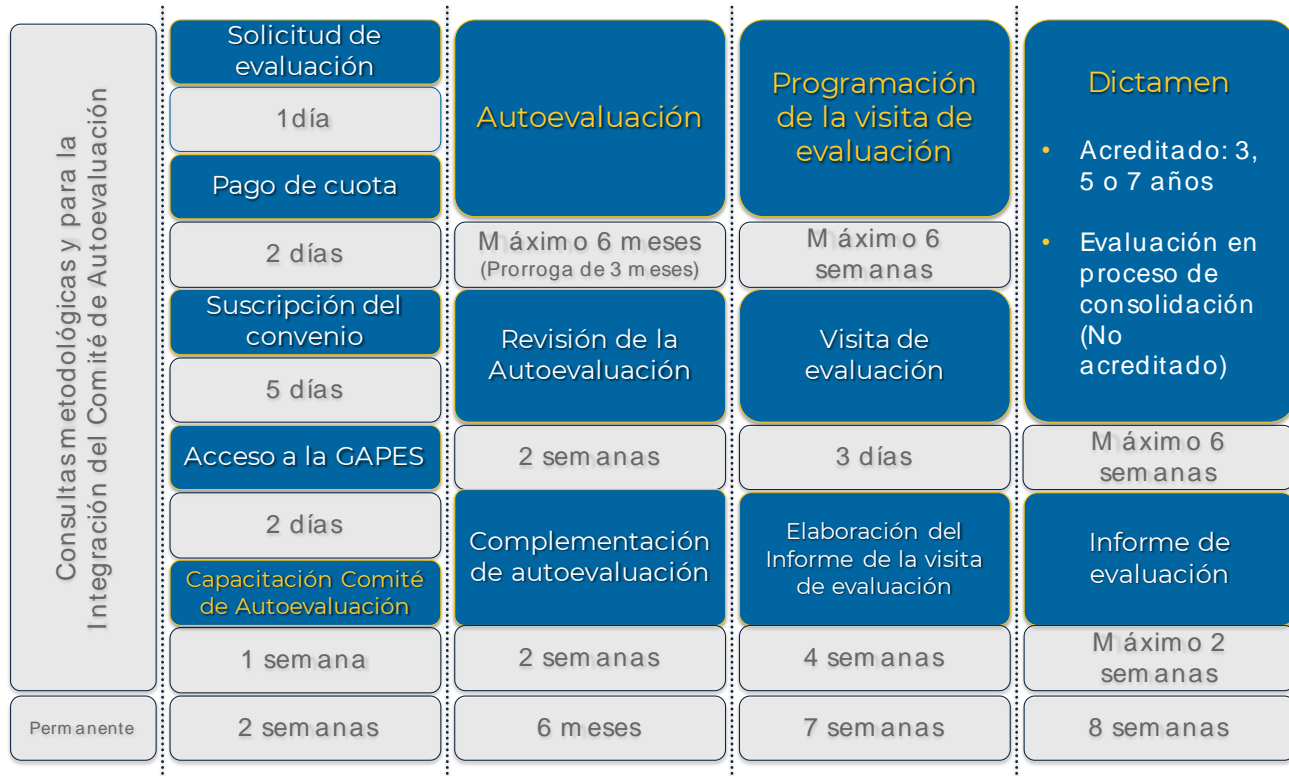 Consultas metodológicas y para la
Integración del Comité de Autoevaluación
Permanente
Solicitud de
evaluación
1 día
Pago de cuota
2 días
Suscripción del
convenio
5 días
Acceso a la GAPES
2 días
Capacitación Comité
de Autoevaluación
1 semana
2 semanas
Autoevaluación
Máximo 6 meses
(Prorroga de 3 meses)
Revisión de la
Autoevaluación
2 semanas
Complementación
de autoevaluación
2 semanas
6 meses
Programación
de la visita de
evaluación
Máximo 6
semanas
Visita de
evaluación
3 días
Elaboración del
Informe de la visita
de evaluación
4 semanas
7 semanas
Dictamen
• Acreditado: 3,
5 o 7 años
• Evaluación en
proceso de
consolidación
(No
acreditado)
Máximo 6
semanas
Informe de
evaluación
Máximo 2
semanas
8 semanas